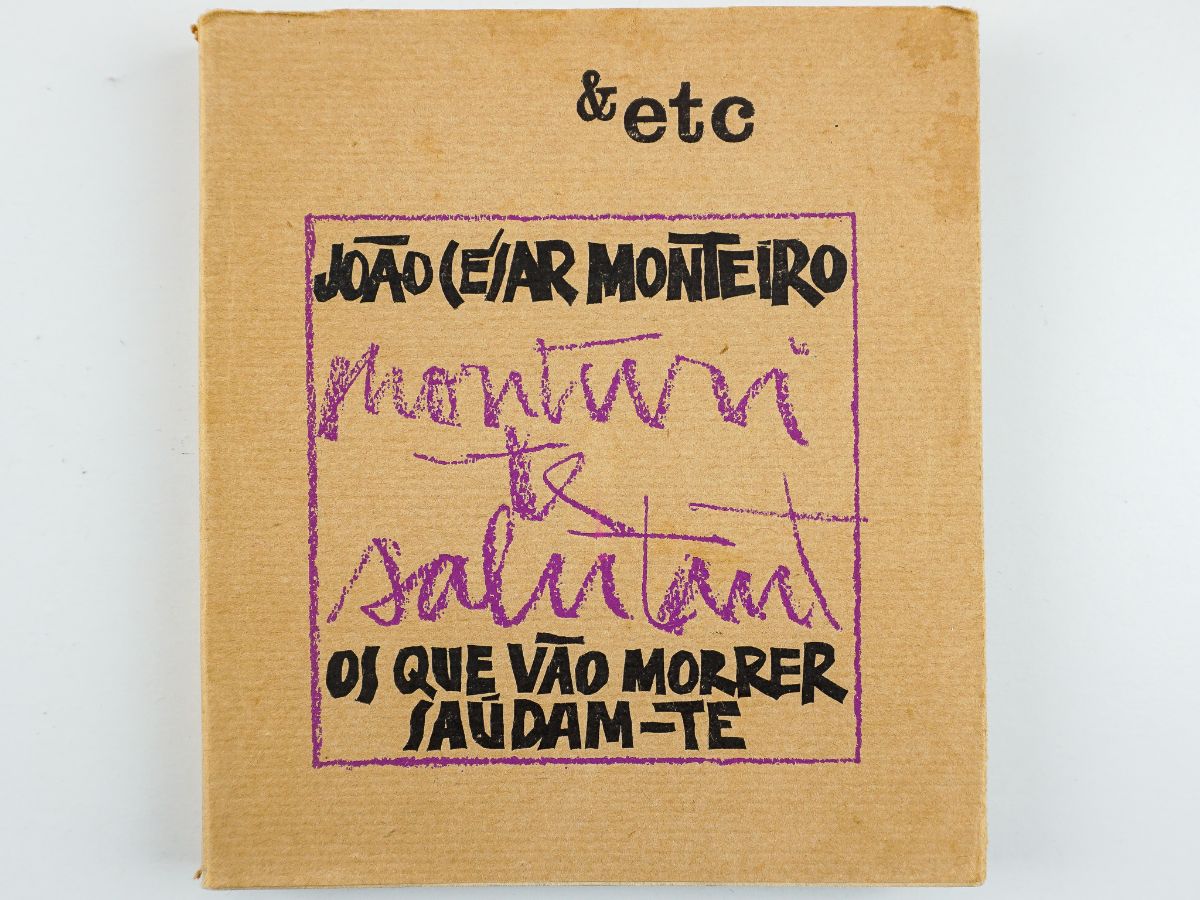 & etc
JOÃO CÉSAR MONTEIRO
morituri
te
salutant
OS QUE VÃO MORRER
SAÚDAM-TE